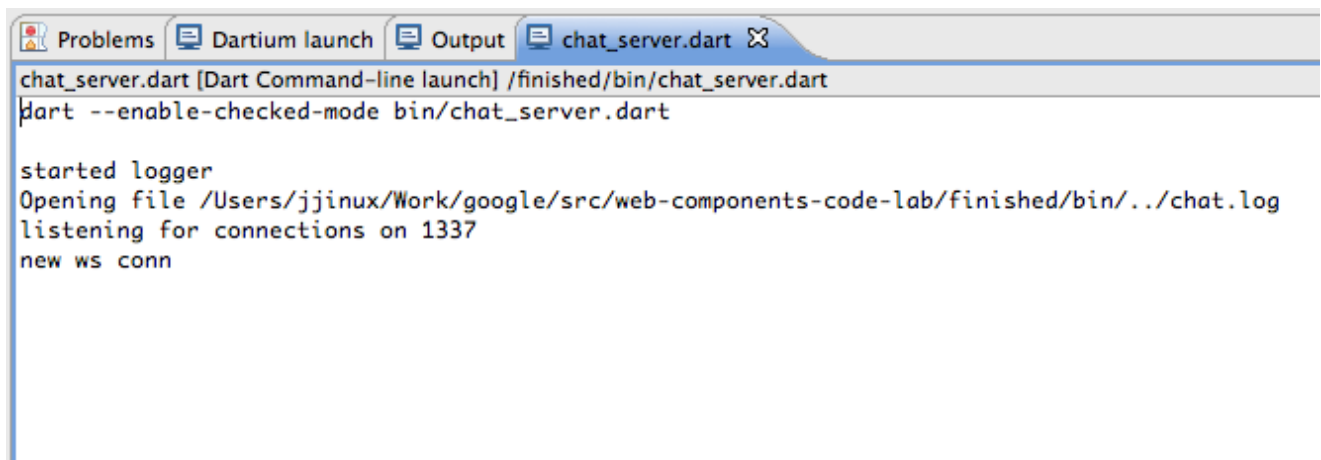 Problems Dartium launch Output chat_server.dart
chat_server.dart [Dart Command-line launch] /finished/bin/chat_server.dart
dart --enable-checked-mode bin/chat_server.dart
started logger
Opening file /Users/jjinux/Work/google/src/web-components-code-lab/finished/bin/../chat.log
listening for connections on 1337
new ws conn